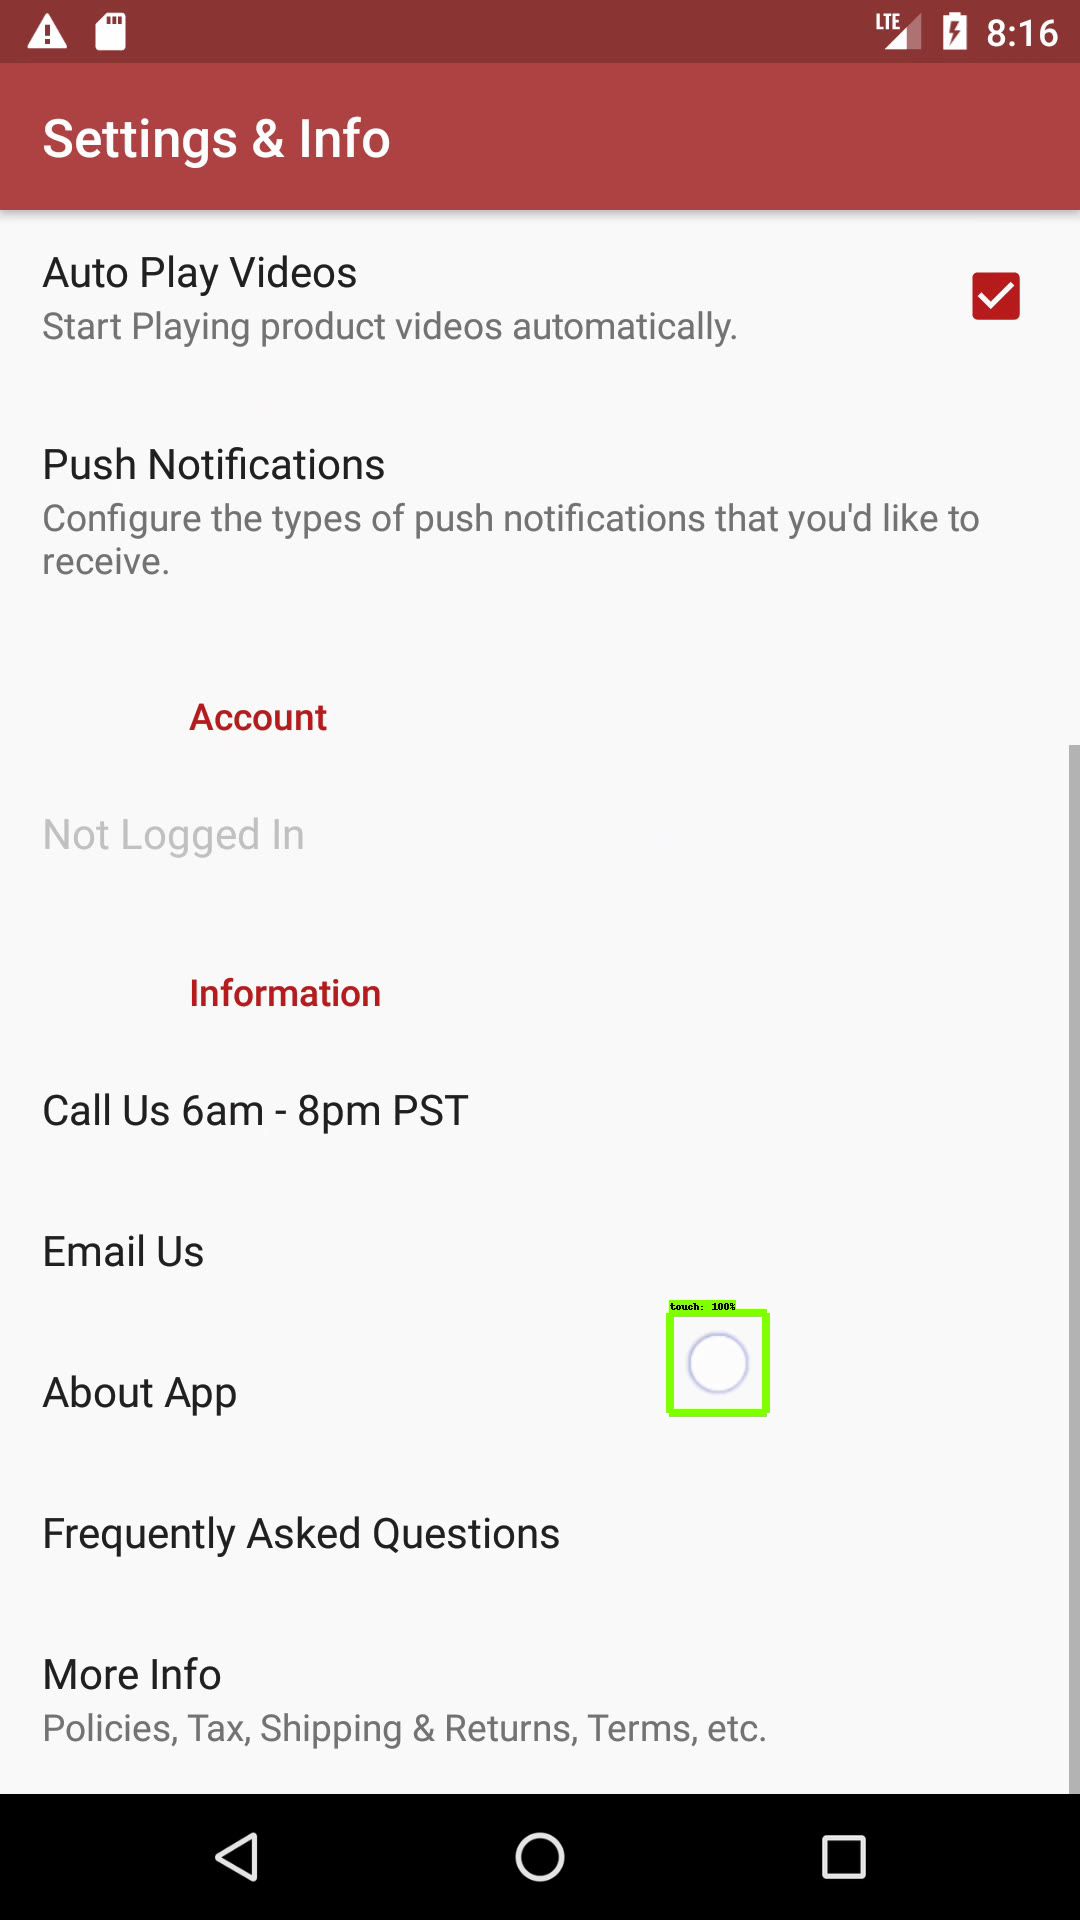 LTE 8:16
Settings & Info
Auto Play Videos
Start Playing product videos automatically.
Push Notifications
Configure the types of push notifications that you'd like to
receive.
Account
Not Logged In
Information
Call Us 6am - 8pm PST
Email Us
touch: 100%
About App
Frequently Asked Questions
More Info
Policies, Tax, Shipping & Returns, Terms, etc.